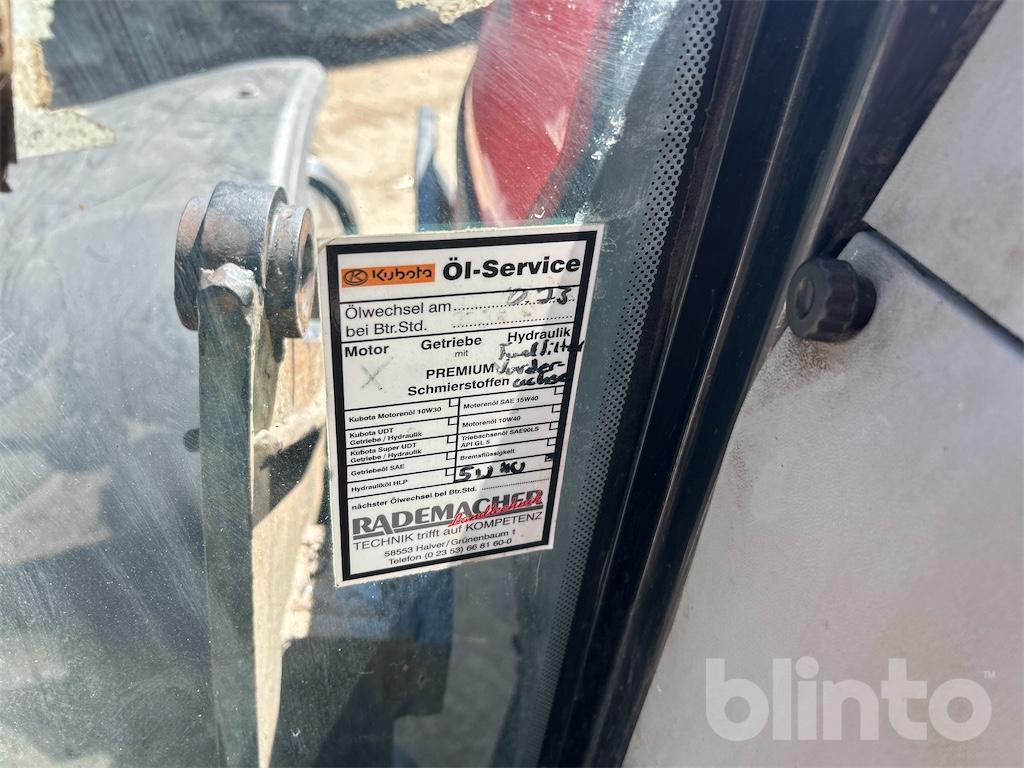 Kubota Öl-Service
Ölwechsel am
bei Btr.Std.
Motor Getriebe Hydraulik
mit
X
PREMIUM
Schmierstoffen
Kubota Motorenöl 10W30
Motorenöl SAE 15W40
Kubota UDT
Getriebe / Hydraulik
Motorenöl 10W40
Kubota Super UDT
Getriebe / Hydraulik
Triebachsenöl SAE90LS
API GL 5
Getriebeöl SAE
Bremsflüssigkeit
Hydrauliköl HLP
nächster Ölwechsel bei Btr.Std.
RADEMACHER
Landtechnik
TECHNIK trifft auf KOMPETENZ
58553 Halver/Grünenbaum 1
Telefon (0 23 53) 66 81 60-0
blinto™